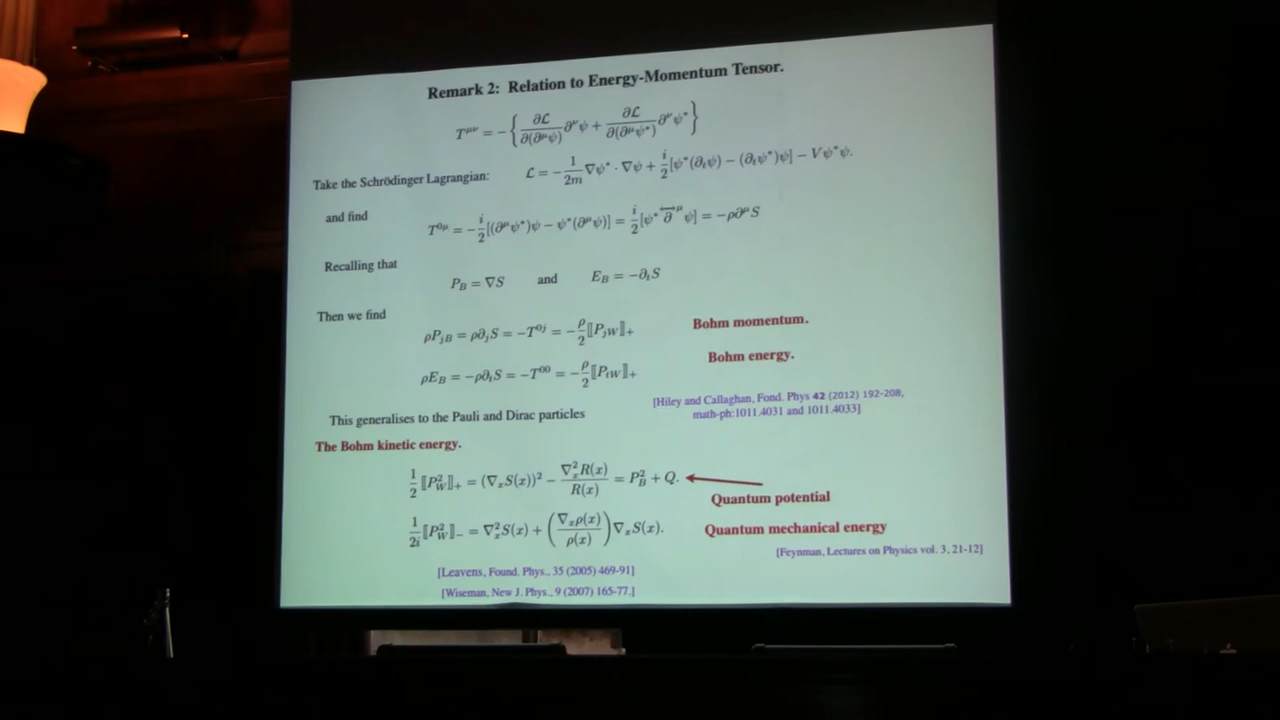 Remark 2: Relation to Energy-Momentum Tensor.
T^{μν} = −{ ∂ℒ/∂(∂^μψ) ∂^νψ + ∂ℒ/∂(∂^μψ*) ∂^νψ* }
Take the Schrödinger Lagrangian: ℒ = −1/2m ∇ψ* · ∇ψ + i/2[ψ*(∂_tψ) − (∂_tψ*)ψ] − Vψ*ψ.
and find T^{0μ} = −i/2[(∂^μψ*)ψ − ψ*(∂^μψ)] = i/2[ψ* ∂⃡^μ ψ] = −ρ∂^μS
Recalling that
P_B = ∇S and E_B = −∂_tS
Then we find
ρP_{jB} = ρ∂_jS = −T^{0j} = −ρ/2⟦P_{jW}⟧_+ Bohm momentum.
ρE_B = −ρ∂_tS = −T^{00} = −ρ/2⟦P_{tW}⟧_+ Bohm energy.
This generalises to the Pauli and Dirac particles
[Hiley and Callaghan, Fond. Phys 42 (2012) 192-208,
math-ph:1011.4031 and 1011.4033]
The Bohm kinetic energy.
1/2⟦P_W^2⟧_+ = (∇_xS(x))^2 − ∇_x^2R(x)/R(x) = P_B^2 + Q.
Quantum potential
1/2i⟦P_W^2⟧_− = ∇_x^2S(x) + (∇_xρ(x)/ρ(x))∇_xS(x). Quantum mechanical energy
[Feynman, Lectures on Physics vol. 3, 21-12]
[Leavens, Found. Phys., 35 (2005) 469-91]
[Wiseman, New J. Phys., 9 (2007) 165-77.]